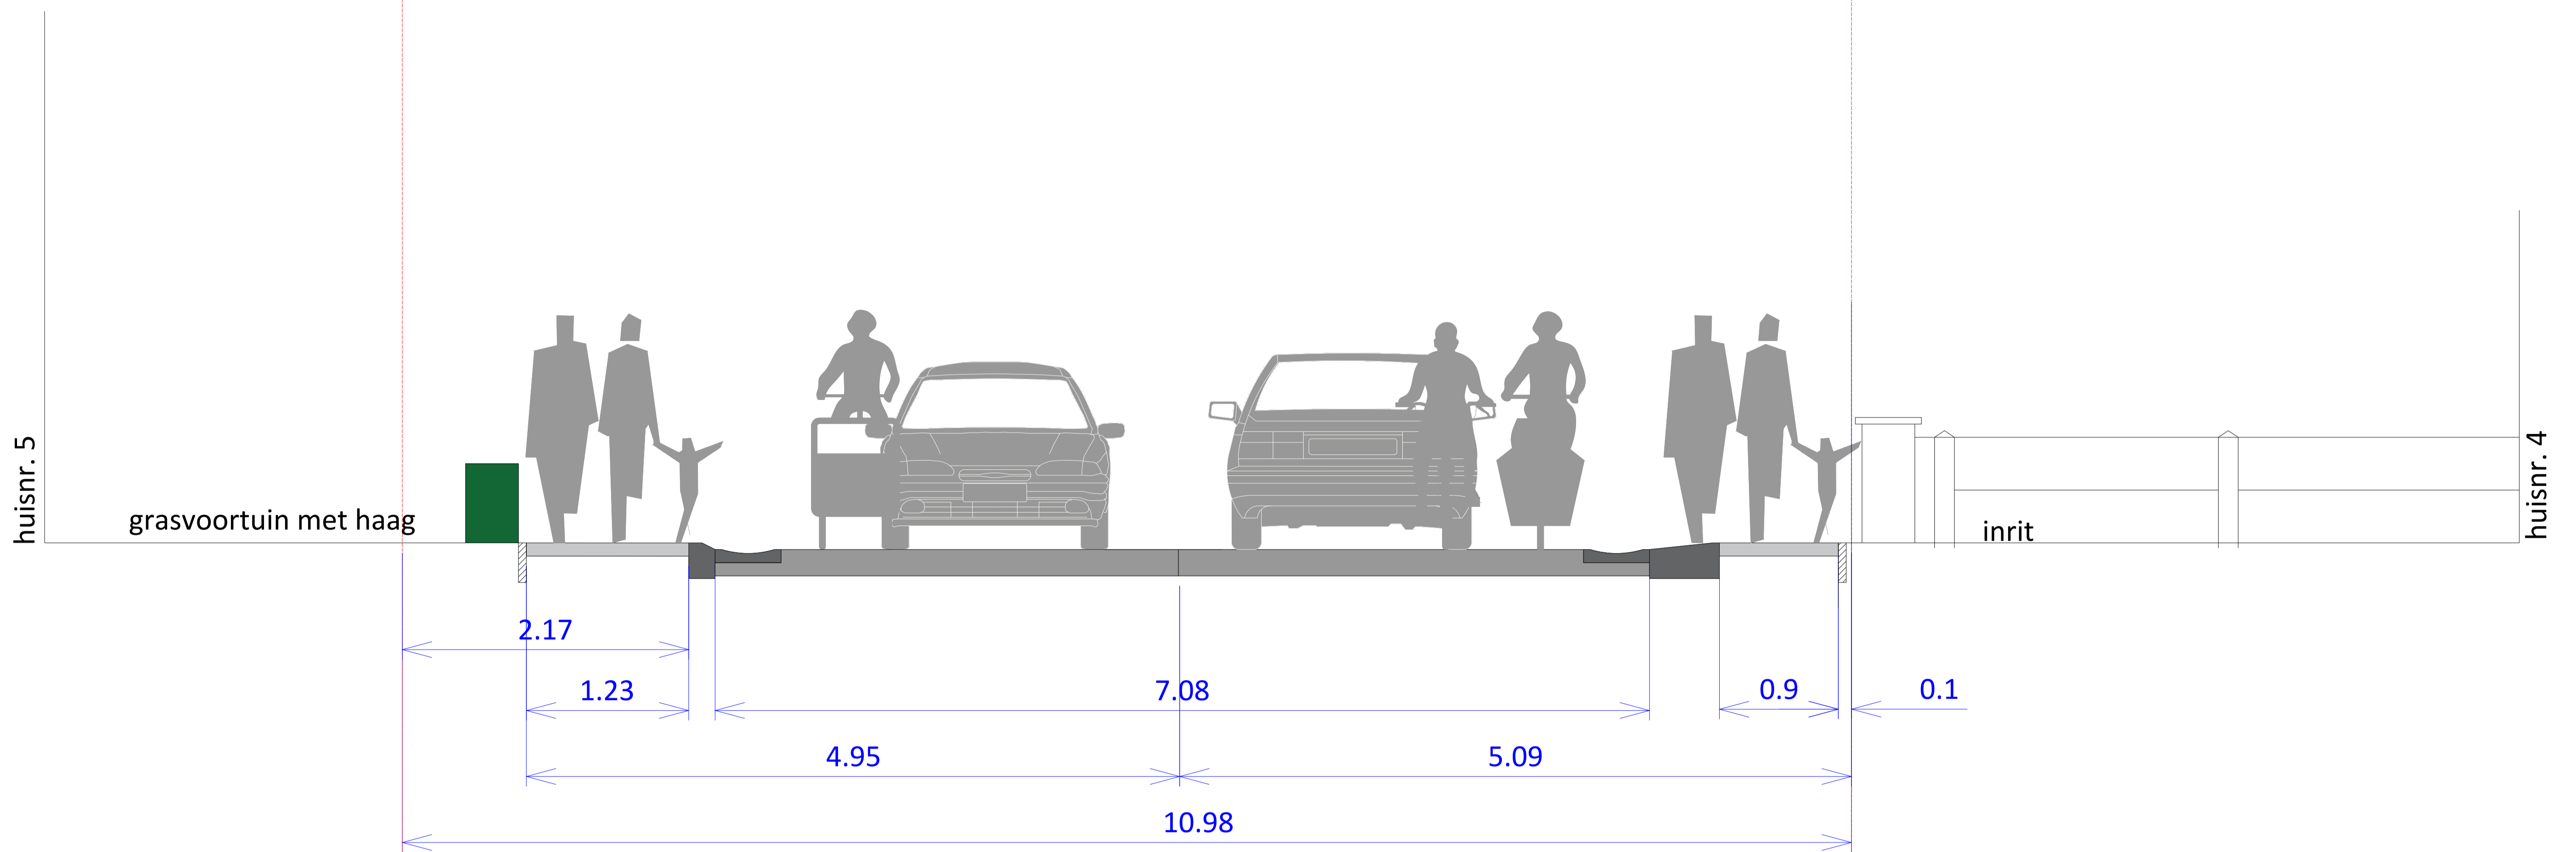 huisnr. 5
grasvoortuin met haag
inrit
huisnr. 4
2.17
1.23
7.08
0.9
0.1
4.95
5.09
10.98